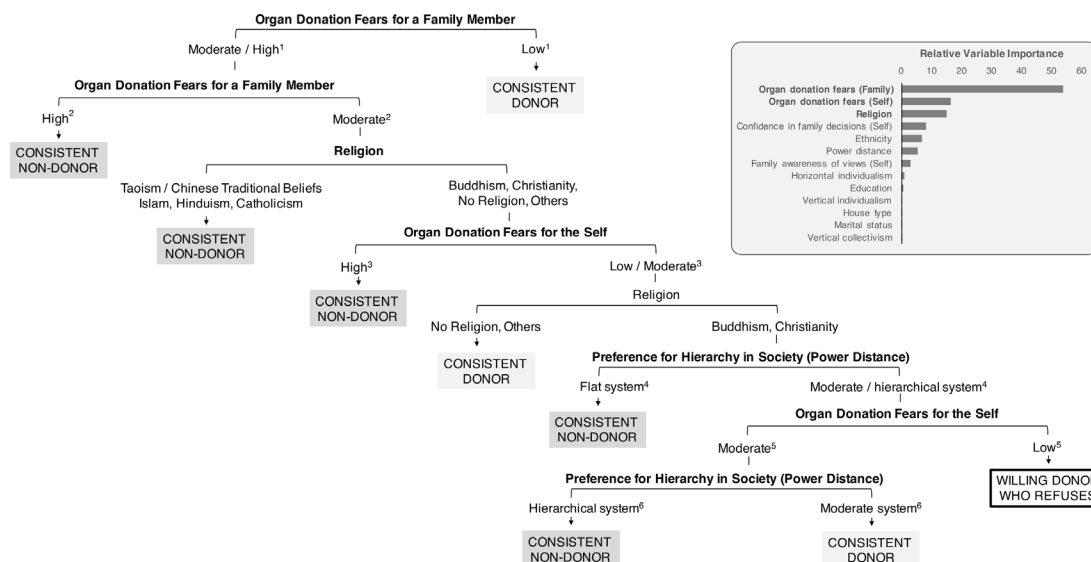 Organ Donation Fears for a Family Member
Moderate / High¹
Low¹
CONSISTENT
DONOR
Organ Donation Fears for a Family Member
High²
Moderate²
CONSISTENT
NON-DONOR
Religion
Taoism / Chinese Traditional Beliefs
Islam, Hinduism, Catholicism
Buddhism, Christianity,
No Religion, Others
CONSISTENT
NON-DONOR
Organ Donation Fears for the Self
High³
Low / Moderate³
CONSISTENT
NON-DONOR
Religion
No Religion, Others
Buddhism, Christianity
CONSISTENT
DONOR
Preference for Hierarchy in Society (Power Distance)
Flat system⁴
Moderate / hierarchical system⁴
CONSISTENT
NON-DONOR
Organ Donation Fears for the Self
Moderate⁵
Low⁵
WILLING DONO
WHO REFUSES
Preference for Hierarchy in Society (Power Distance)
Hierarchical system⁶
Moderate system⁶
CONSISTENT
NON-DONOR
CONSISTENT
DONOR
Relative Variable Importance
0 10 20 30 40 50 60
Organ donation fears (Family)
Organ donation fears (Self)
Religion
Confidence in family decisions (Self)
Ethnicity
Power distance
Family awareness of views (Self)
Horizontal individualism
Education
Vertical individualism
House type
Marital status
Vertical collectivism